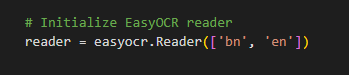 # Initialize EasyOCR reader
reader = easyocr.Reader(['bn', 'en'])